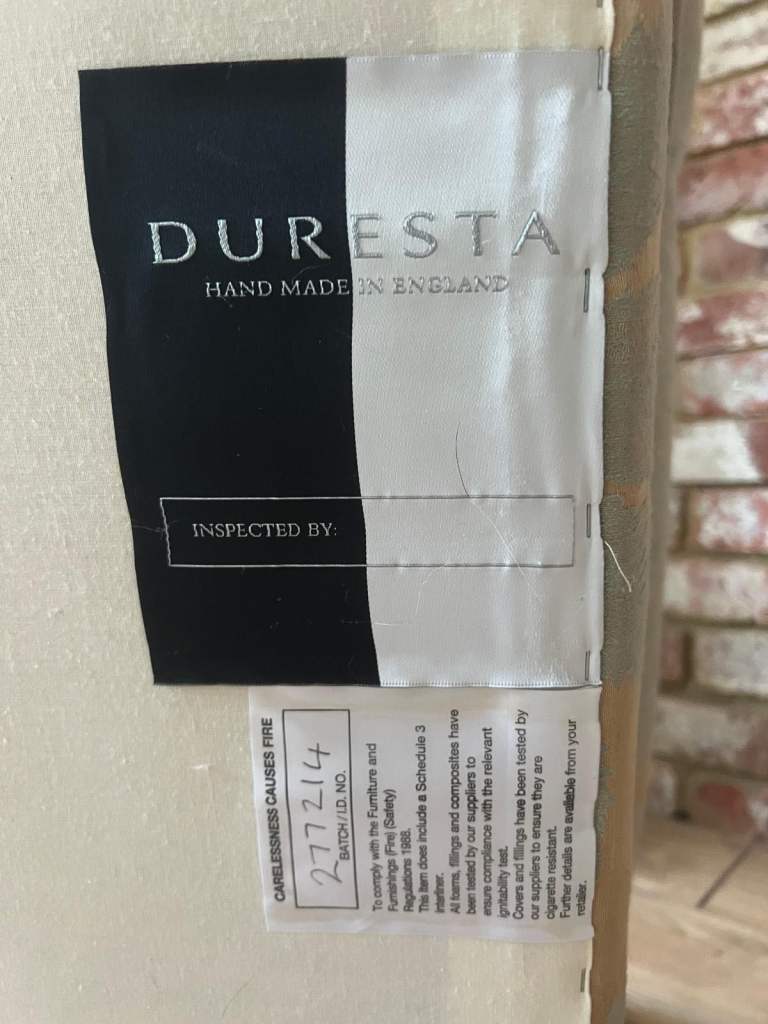 DURESTA
HAND MADE IN ENGLAND
INSPECTED BY:
CARELESSNESS CAUSES FIRE
277214
BATCH/I.D. NO.
To comply with the Furniture and
Furnishings (Fire) (Safety)
Regulations 1988.
This item does include a Schedule 3
interliner.
All foams, fillings and composites have
been tested by our suppliers to
ensure compliance with the relevant
ignitability test.
Covers and fillings have been tested by
our suppliers to ensure they are
cigarette resistant.
Further details are available from your
retailer.